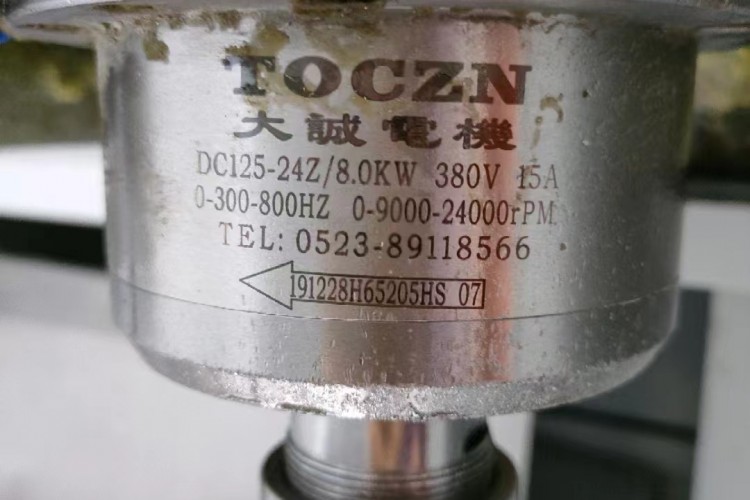 TOCZN
大誠電機
DC125-24Z/8.0KW 380V 15A
0-300-800HZ 0-9000-24000rPM
TEL: 0523-89118566
191228H65205HS 07